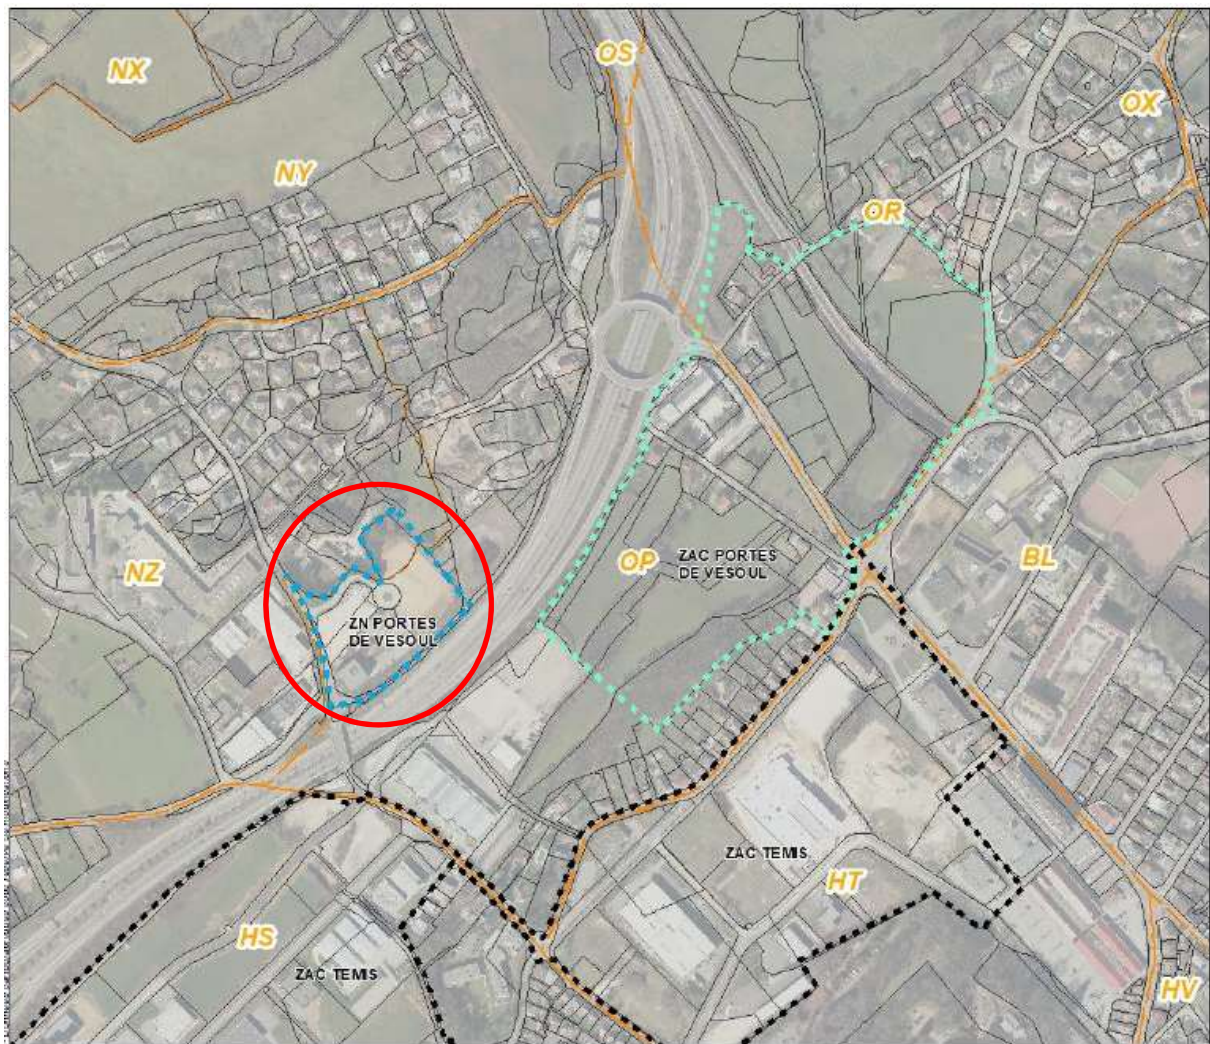 OS
NX
OX
NY
OR
OP
ZAC PORTES
DE VESOUL
BL
NZ
ZN PORTES
DE VESOUL
ZAC TEMIS
HT
HS
ZAC TEMIS
HV